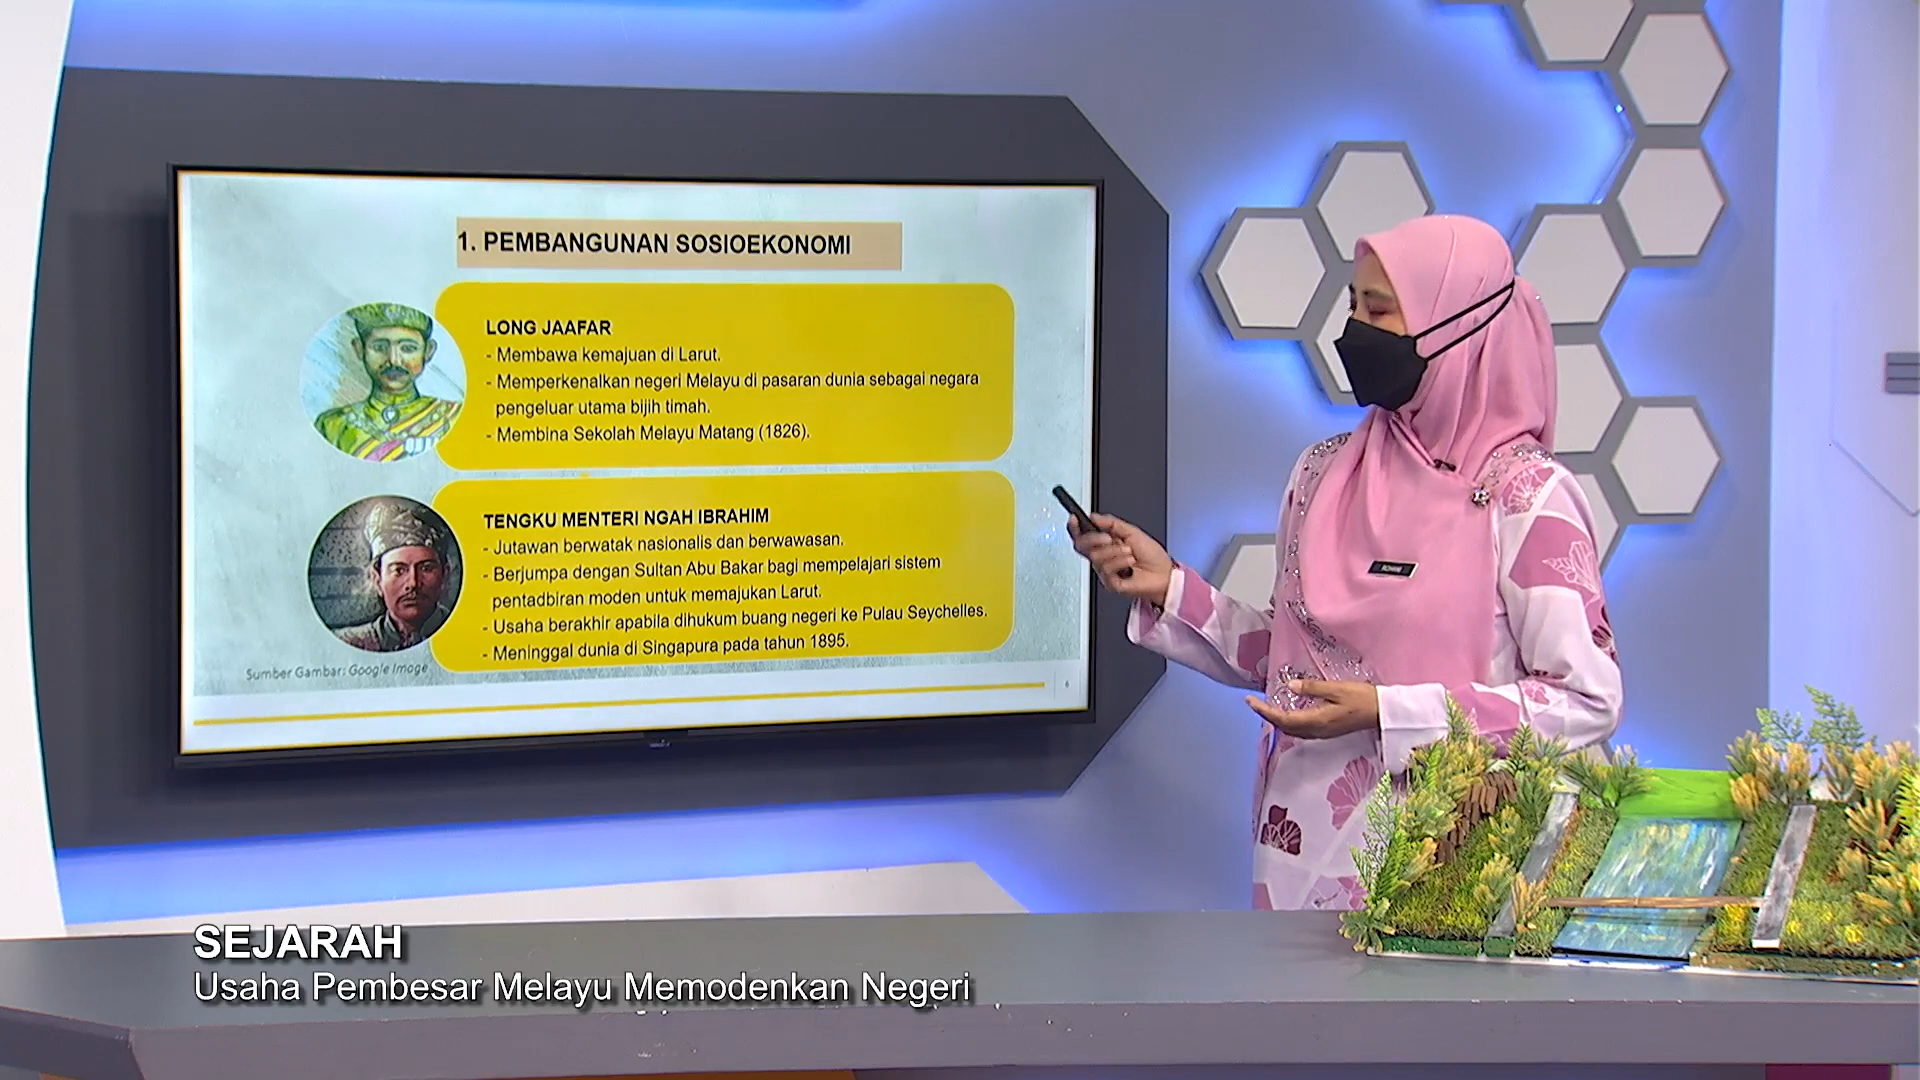 1. PEMBANGUNAN SOSIOEKONOMI
LONG JAAFAR
- Membawa kemajuan di Larut.
- Memperkenalkan negeri Melayu di pasaran dunia sebagai negara
pengeluar utama bijih timah.
- Membina Sekolah Melayu Matang (1826).
TENGKU MENTERI NGAH IBRAHIM
- Jutawan berwatak nasionalis dan berwawasan.
- Berjumpa dengan Sultan Abu Bakar bagi mempelajari sistem
pentadbiran moden untuk memajukan Larut.
- Usaha berakhir apabila dihukum buang negeri ke Pulau Seychelles.
- Meninggal dunia di Singapura pada tahun 1895.
Sumber Gambar: Google Image
6
SEJARAH
Usaha Pembesar Melayu Memodenkan Negeri